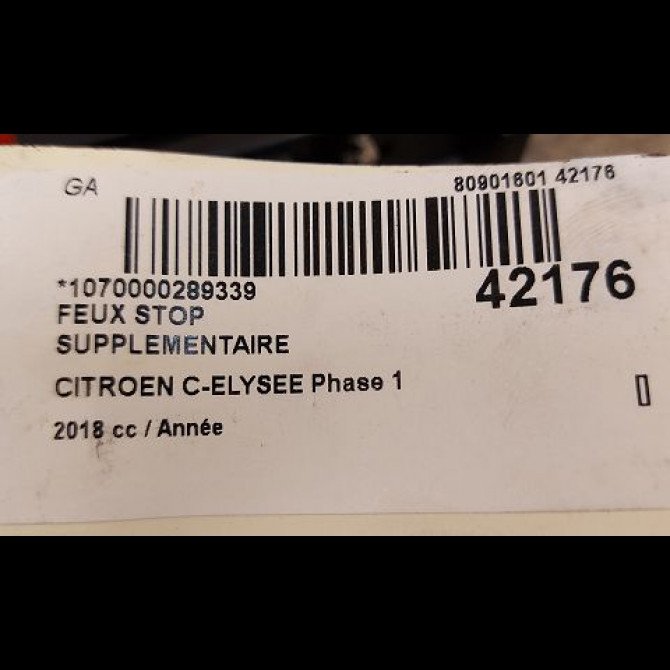 GA
80901601 42176
*1070000289339
42176
FEUX STOP
SUPPLEMENTAIRE
CITROEN C-ELYSEE Phase 1
2018 cc / Année